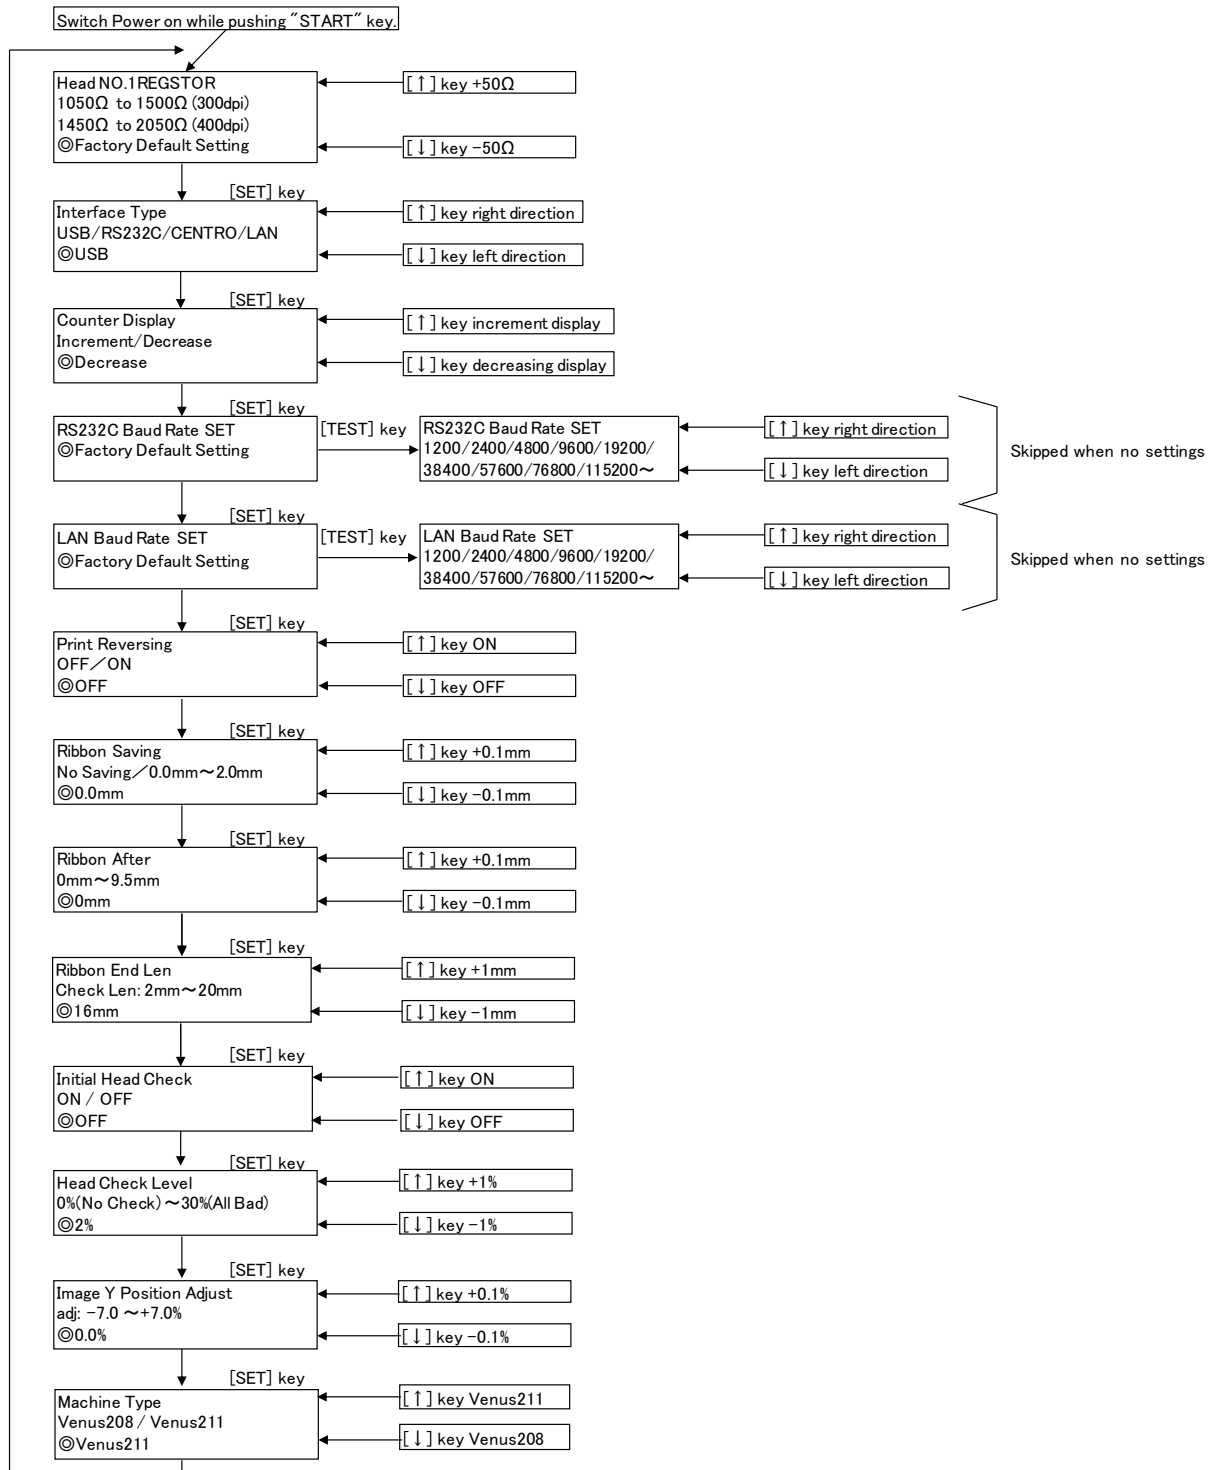 Switch Power on while pushing "START" key.
Head NO.1REGSTOR
1050Ω to 1500Ω (300dpi)
1450Ω to 2050Ω (400dpi)
◎Factory Default Setting
[↑] key +50Ω
[↓] key -50Ω
[SET] key
Interface Type
USB/RS232C/CENTRO/LAN
◎USB
[↑] key right direction
[↓] key left direction
[SET] key
Counter Display
Increment/Decrease
◎Decrease
[↑] key increment display
[↓] key decreasing display
[SET] key
RS232C Baud Rate SET
◎Factory Default Setting
[TEST] key
RS232C Baud Rate SET
1200/2400/4800/9600/19200/
38400/57600/76800/115200～
[↑] key right direction
[↓] key left direction
Skipped when no settings
[SET] key
LAN Baud Rate SET
◎Factory Default Setting
[TEST] key
LAN Baud Rate SET
1200/2400/4800/9600/19200/
38400/57600/76800/115200～
[↑] key right direction
[↓] key left direction
Skipped when no settings
[SET] key
Print Reversing
OFF／ON
◎OFF
[↑] key ON
[↓] key OFF
[SET] key
Ribbon Saving
No Saving／0.0mm～2.0mm
◎0.0mm
[↑] key +0.1mm
[↓] key -0.1mm
[SET] key
Ribbon After
0mm～9.5mm
◎0mm
[↑] key +0.1mm
[↓] key -0.1mm
[SET] key
Ribbon End Len
Check Len: 2mm～20mm
◎16mm
[↑] key +1mm
[↓] key -1mm
[SET] key
Initial Head Check
ON / OFF
◎OFF
[↑] key ON
[↓] key OFF
[SET] key
Head Check Level
0%(No Check) ～30%(All Bad)
◎2%
[↑] key +1%
[↓] key -1%
[SET] key
Image Y Position Adjust
adj: -7.0 ～+7.0%
◎0.0%
[↑] key +0.1%
[↓] key -0.1%
[SET] key
Machine Type
Venus208 / Venus211
◎Venus211
[↑] key Venus211
[↓] key Venus208